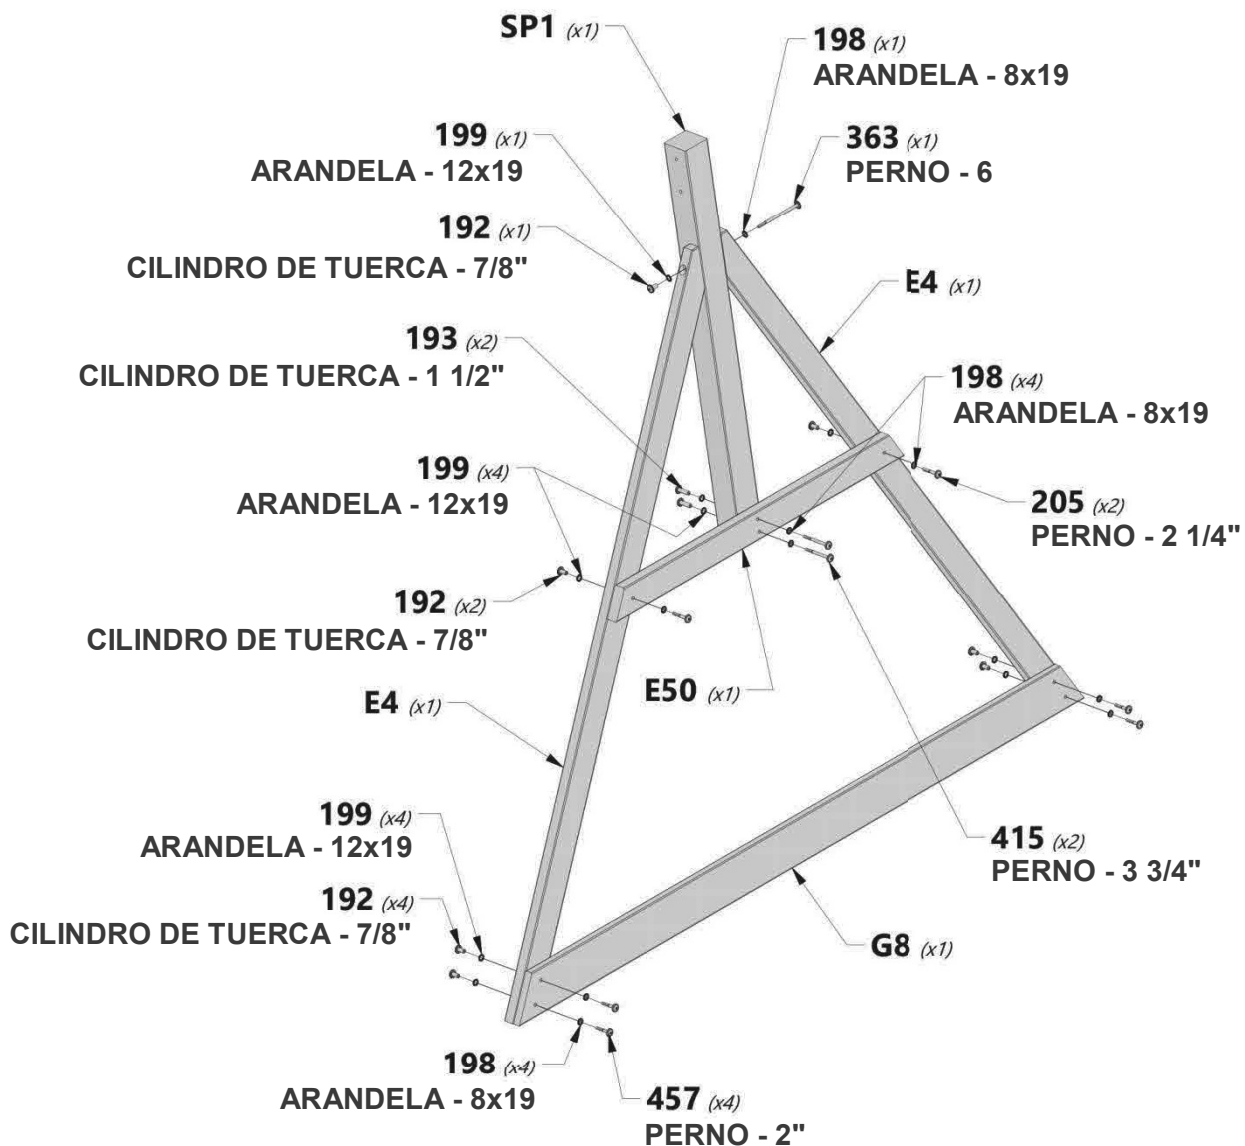 SP1 (x1)
198 (x1)
ARANDELA - 8x19
199 (x1)
ARANDELA - 12x19
363 (x1)
PERNO - 6
192 (x1)
CILINDRO DE TUERCA - 7/8"
E4 (x1)
193 (x2)
CILINDRO DE TUERCA - 1 1/2"
198 (x4)
ARANDELA - 8x19
199 (x4)
ARANDELA - 12x19
205 (x2)
PERNO - 2 1/4"
192 (x2)
CILINDRO DE TUERCA - 7/8"
E50 (x1)
E4 (x1)
199 (x4)
ARANDELA - 12x19
415 (x2)
PERNO - 3 3/4"
192 (x4)
CILINDRO DE TUERCA - 7/8"
G8 (x1)
198 (x4)
ARANDELA - 8x19
457 (x4)
PERNO - 2"